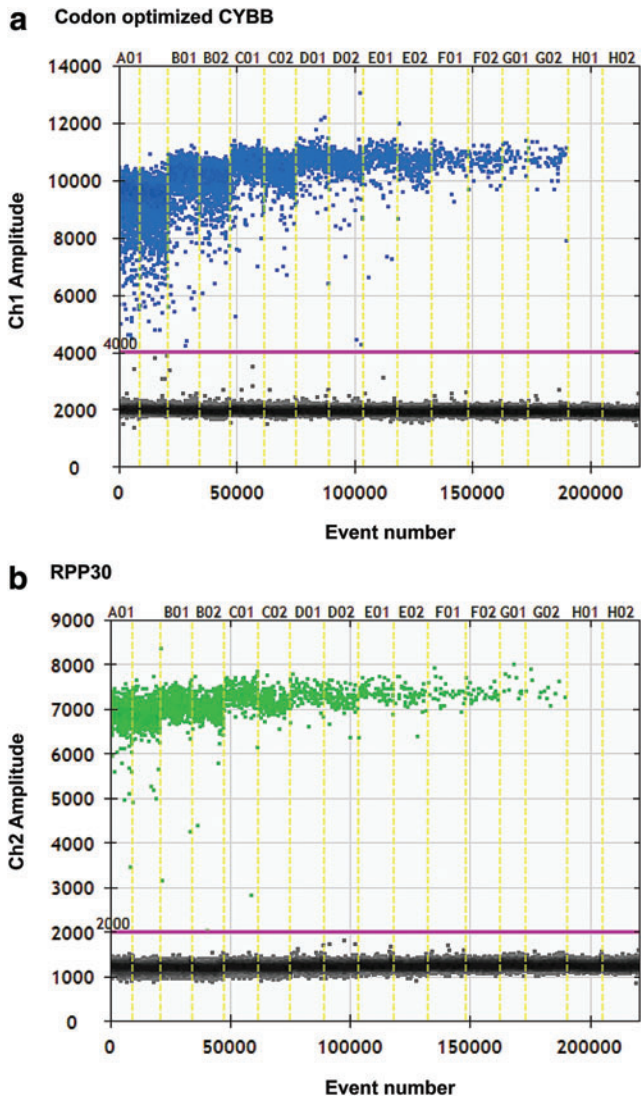 a Codon optimized CYBB
A01 B01 B02 C01 C02 D01 D02 E01 E02 F01 F02 G01 G02 H01 H02
14000
12000
10000
8000
6000
4000
4000
2000
0
Ch1 Amplitude
0 50000 100000 150000 200000
Event number
b RPP30
A01 B01 B02 C01 C02 D01 D02 E01 E02 F01 F02 G01 G02 H01 H02
9000
8000
7000
6000
5000
4000
3000
2000
2000
1000
0
Ch2 Amplitude
0 50000 100000 150000 200000
Event number